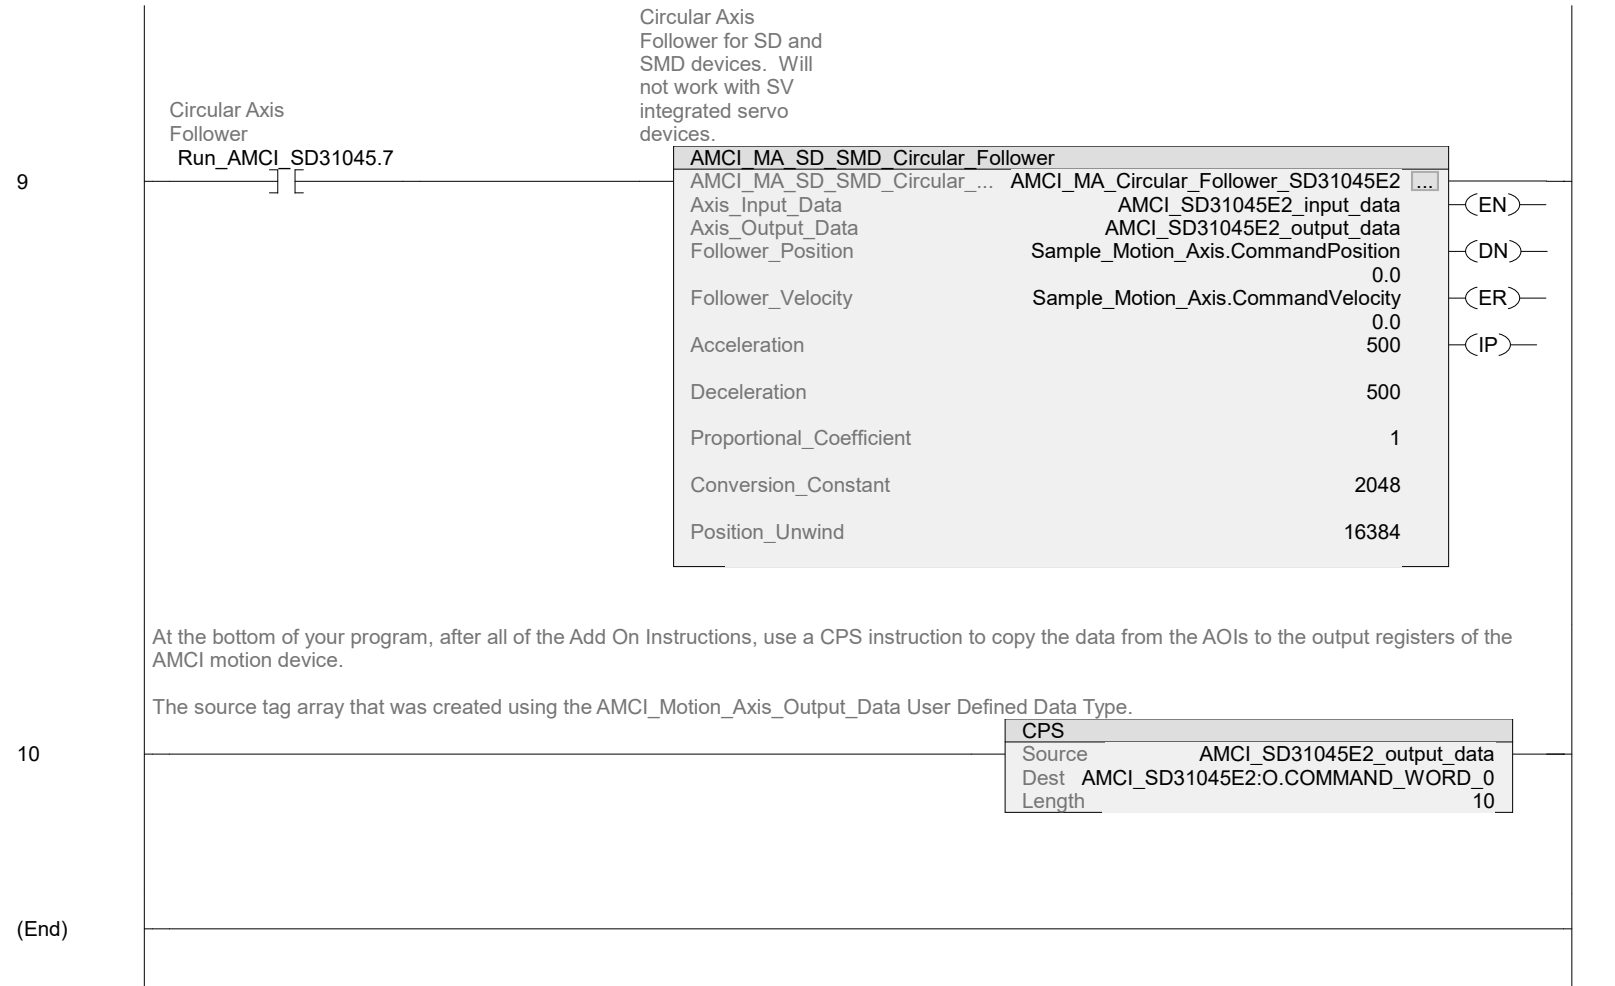 Circular Axis
Follower for SD and
SMD devices.  Will
not work with SV
integrated servo
devices.
Circular Axis
Follower
Run_AMCI_SD31045.7
9
AMCI_MA_SD_SMD_Circular_Follower
AMCI_MA_SD_SMD_Circular_... AMCI_MA_Circular_Follower_SD31045E2 ...
Axis_Input_Data AMCI_SD31045E2_input_data
(EN)
Axis_Output_Data AMCI_SD31045E2_output_data
Follower_Position Sample_Motion_Axis.CommandPosition
(DN)
0.0
Follower_Velocity Sample_Motion_Axis.CommandVelocity
(ER)
0.0
Acceleration 500
(IP)
Deceleration 500
Proportional_Coefficient 1
Conversion_Constant 2048
Position_Unwind 16384
At the bottom of your program, after all of the Add On Instructions, use a CPS instruction to copy the data from the AOIs to the output registers of the
AMCI motion device.
The source tag array that was created using the AMCI_Motion_Axis_Output_Data User Defined Data Type.
10
CPS
Source AMCI_SD31045E2_output_data
Dest AMCI_SD31045E2:O.COMMAND_WORD_0
Length 10
(End)